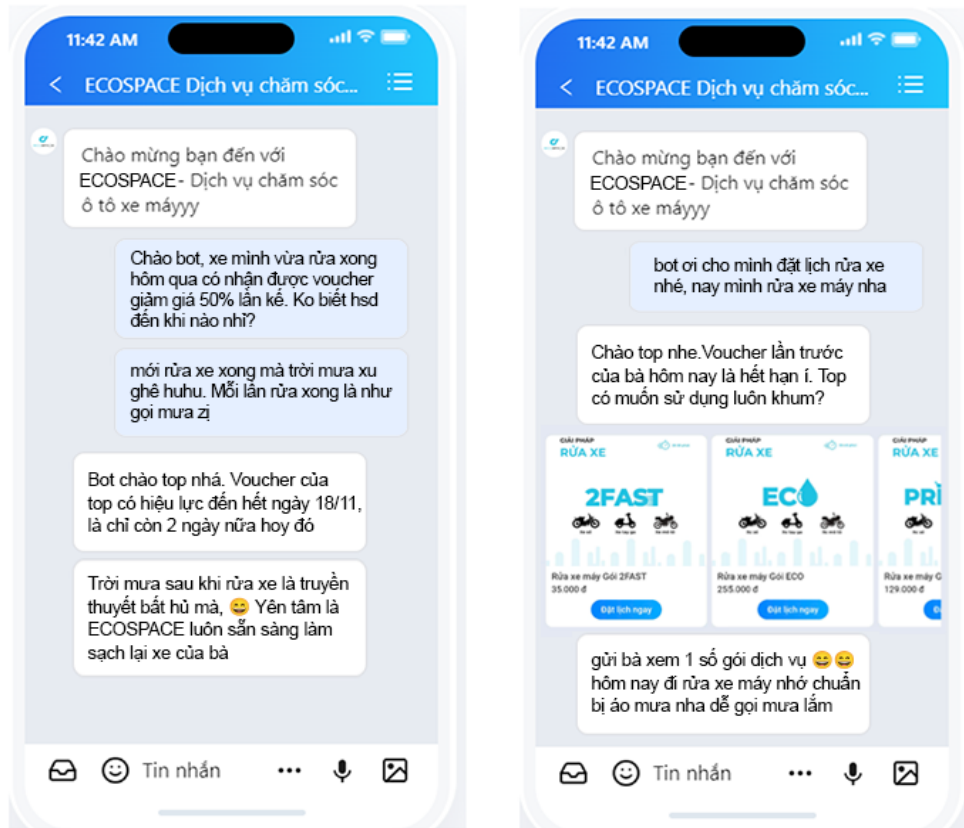 11:42 AM
ECOSPACE Dịch vụ chăm sóc...
Chào mừng bạn đến với
ECOSPACE - Dịch vụ chăm sóc
ô tô xe máyyy
Chào bot, xe mình vừa rửa xong
hôm qua có nhận được voucher
giảm giá 50% lần kế. Ko biết hsd
đến khi nào nhỉ?
mới rửa xe xong mà trời mưa xu
ghê huhu. Mỗi lần rửa xong là như
gọi mưa zị
Bot chào top nhá. Voucher của
top có hiệu lực đến hết ngày 18/11,
là chỉ còn 2 ngày nữa hoy đó
Trời mưa sau khi rửa xe là truyền
thuyết bất hủ mà, 😄 Yên tâm là
ECOSPACE luôn sẵn sàng làm
sạch lại xe của bà
Tin nhắn
11:42 AM
ECOSPACE Dịch vụ chăm sóc...
Chào mừng bạn đến với
ECOSPACE - Dịch vụ chăm sóc
ô tô xe máyyy
bot ơi cho mình đặt lịch rửa xe
nhé, nay mình rửa xe máy nha
Chào top nhe.Voucher lần trước
của bà hôm nay là hết hạn í. Top
có muốn sử dụng luôn khum?
GIẢI PHÁP
RỬA XE
2FAST
Rửa xe máy Gói 2FAST
35.000 đ
Đặt lịch ngay
GIẢI PHÁP
RỬA XE
ECO
Rửa xe máy Gói ECO
255.000 đ
Đặt lịch ngay
GIẢI PHÁP
RỬA XE
PRI
Rửa xe máy G
129.000 đ
Đ
gửi bà xem 1 số gói dịch vụ 😄😄
hôm nay đi rửa xe máy nhớ chuẩn
bị áo mưa nha dễ gọi mưa lắm
Tin nhắn